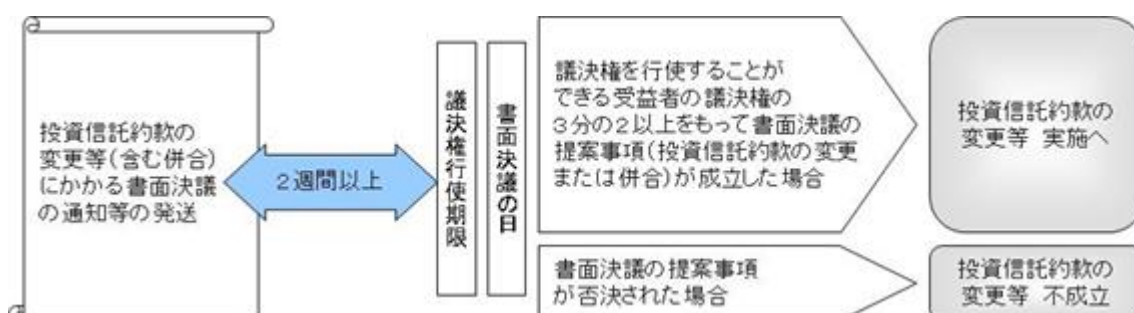 投資信託約款の
変更等(含む併合)
にかかる書面決議
の通知等の発送
2週間以上
議決権行使期限
書面決議の日
議決権を行使することが
できる受益者の議決権の
3分の2以上をもって書面決議の
提案事項(投資信託約款の変更
または併合)が成立した場合
投資信託約款の
変更等 実施へ
書面決議の提案事項
が否決された場合
投資信託約款の
変更等 不成立